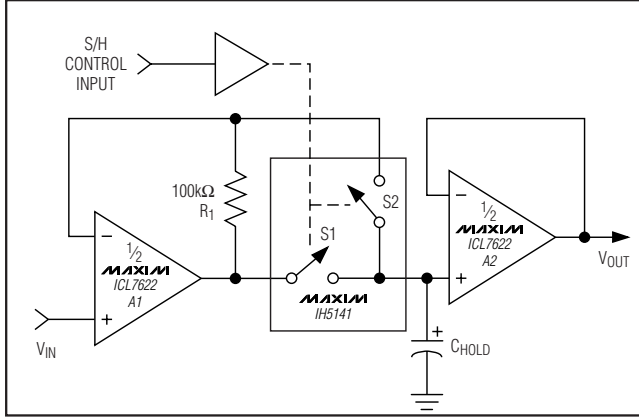 S/H
CONTROL
INPUT
100kΩ
R1
S2
S1
−
1/2
MAXIM
ICL7622
A1
+
VIN
MAXIM
IH5141
−
1/2
MAXIM
ICL7622
A2
+
VOUT
+
CHOLD